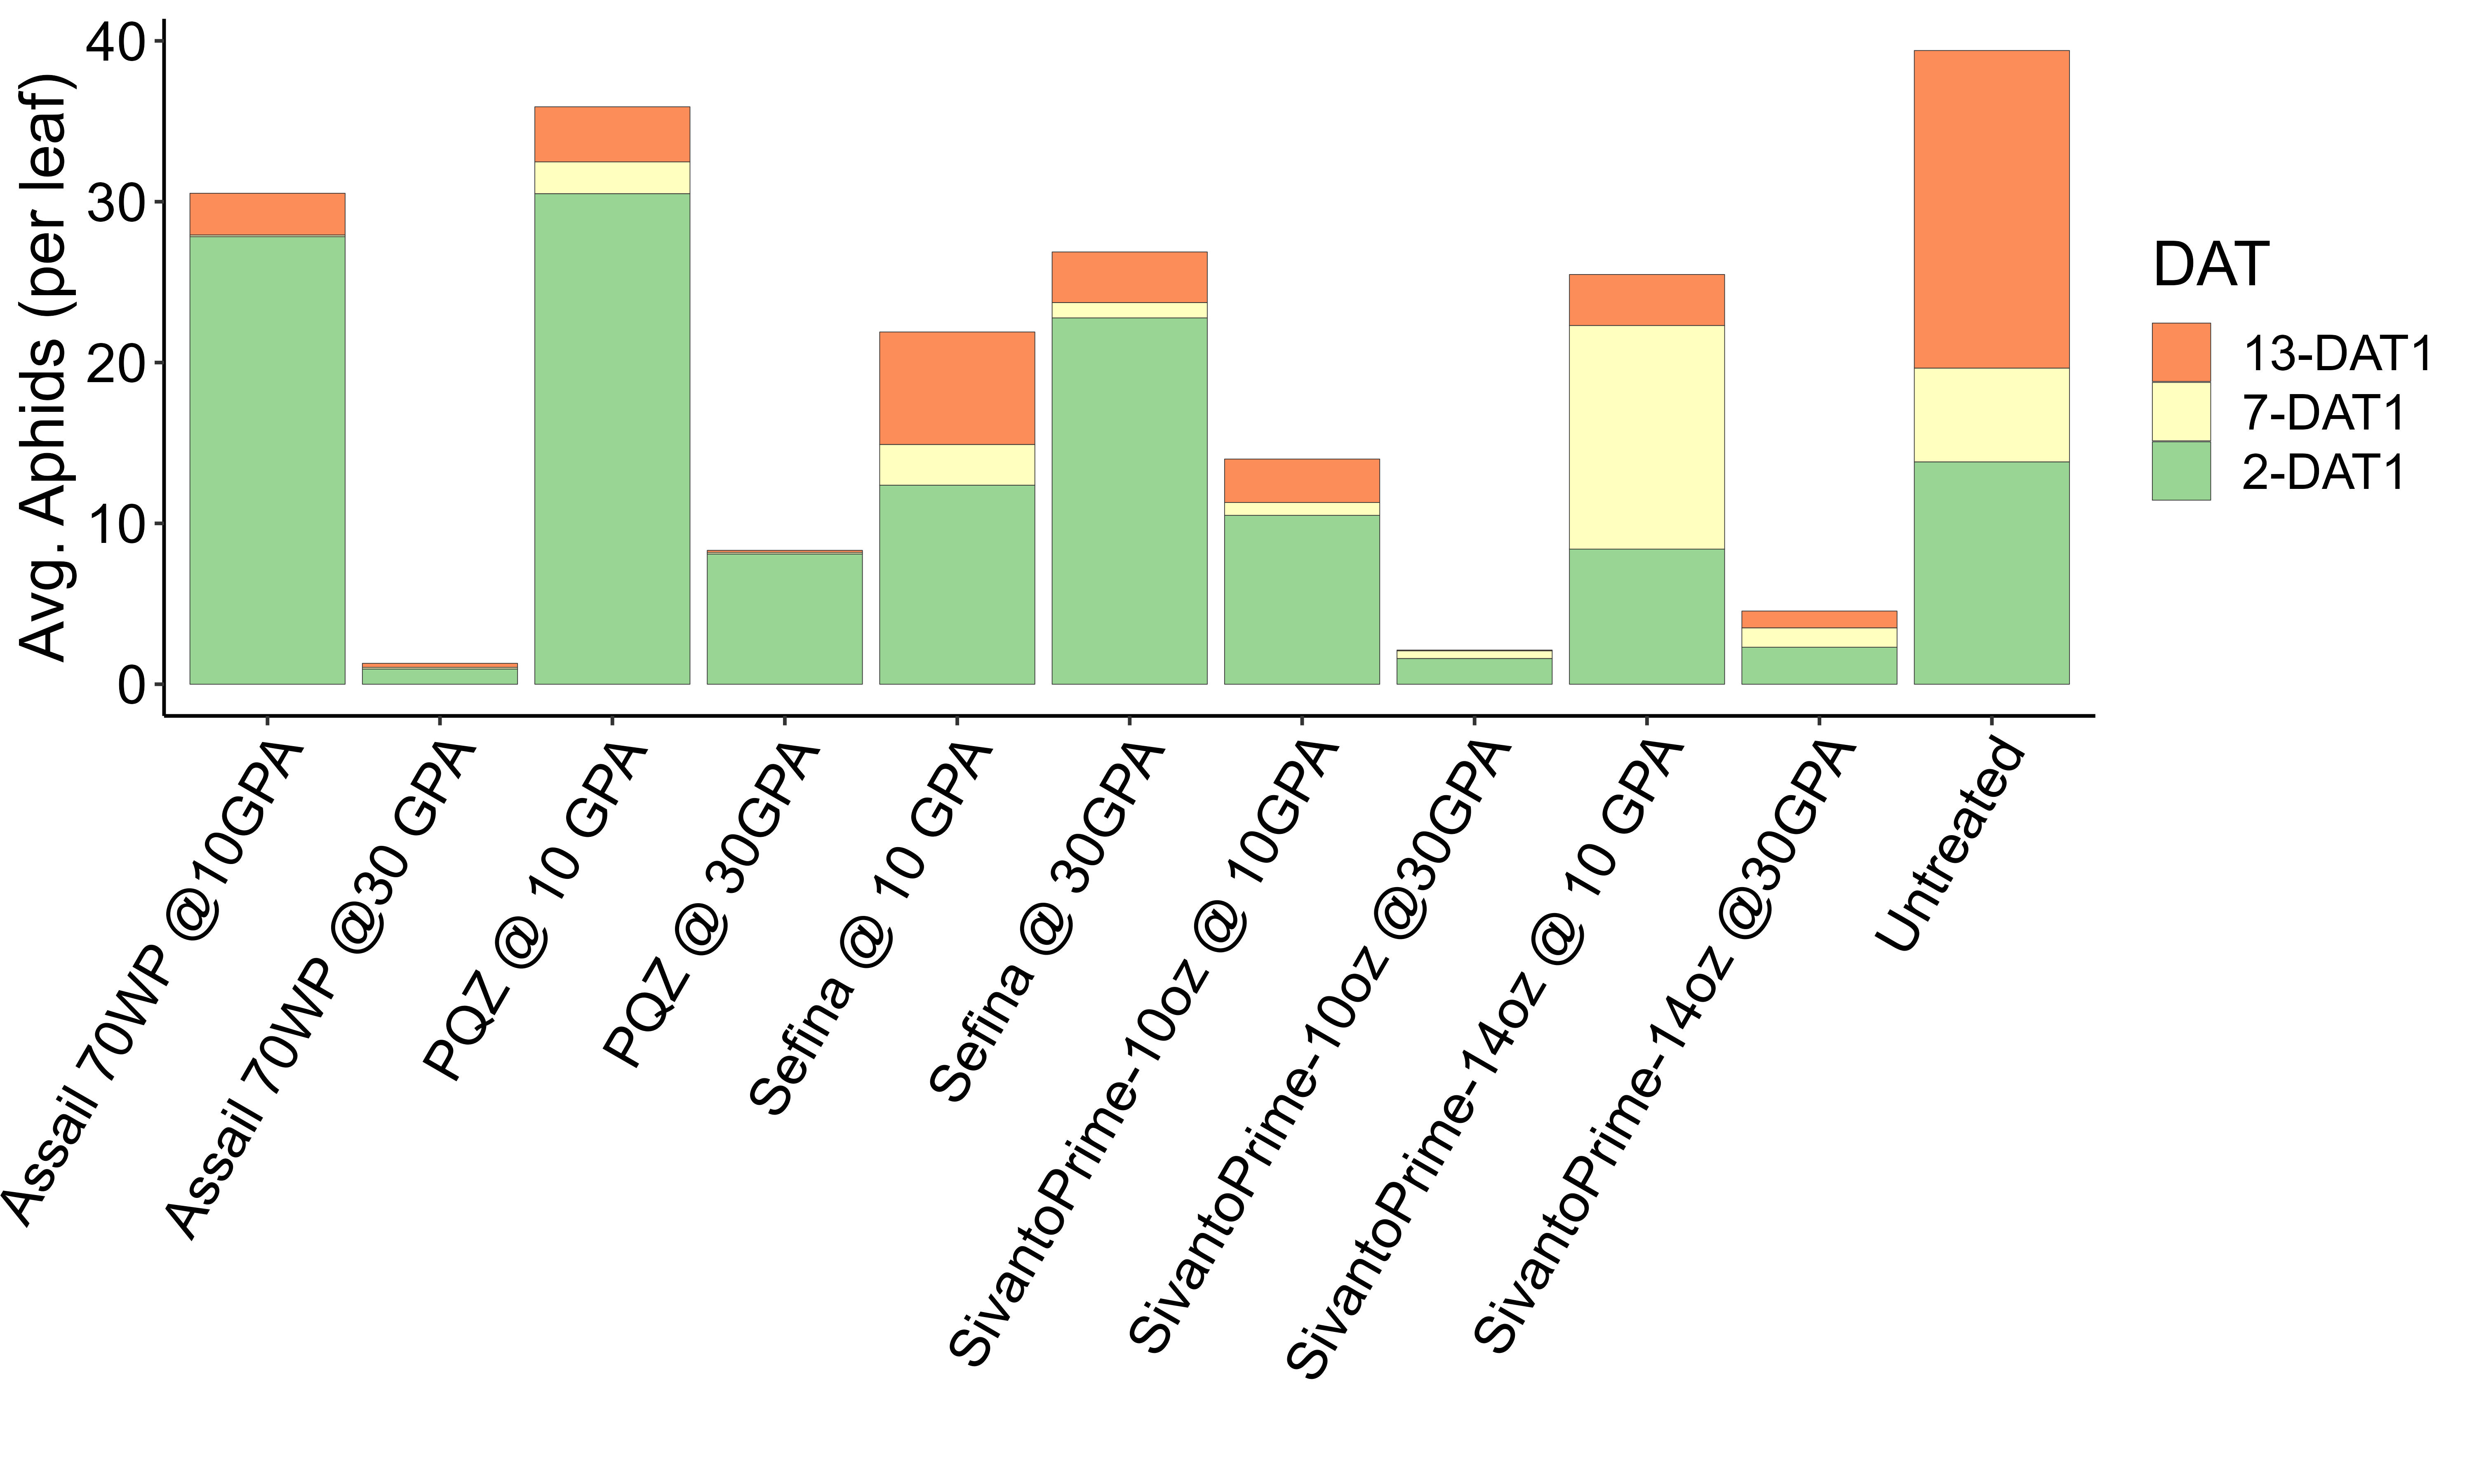 Avg. Aphids (per leaf)
40
30
20
10
0
Assail 70WP @10GPA
Assail 70WP @30 GPA
PQZ @ 10 GPA
PQZ @ 30GPA
Sefina @ 10 GPA
Sefina @ 30GPA
SivantoPrime-10oz @ 10GPA
SivantoPrime-10oz @30GPA
SivantoPrime-14oz @ 10 GPA
SivantoPrime-14oz @30GPA
Untreated
DAT
13-DAT1
7-DAT1
2-DAT1